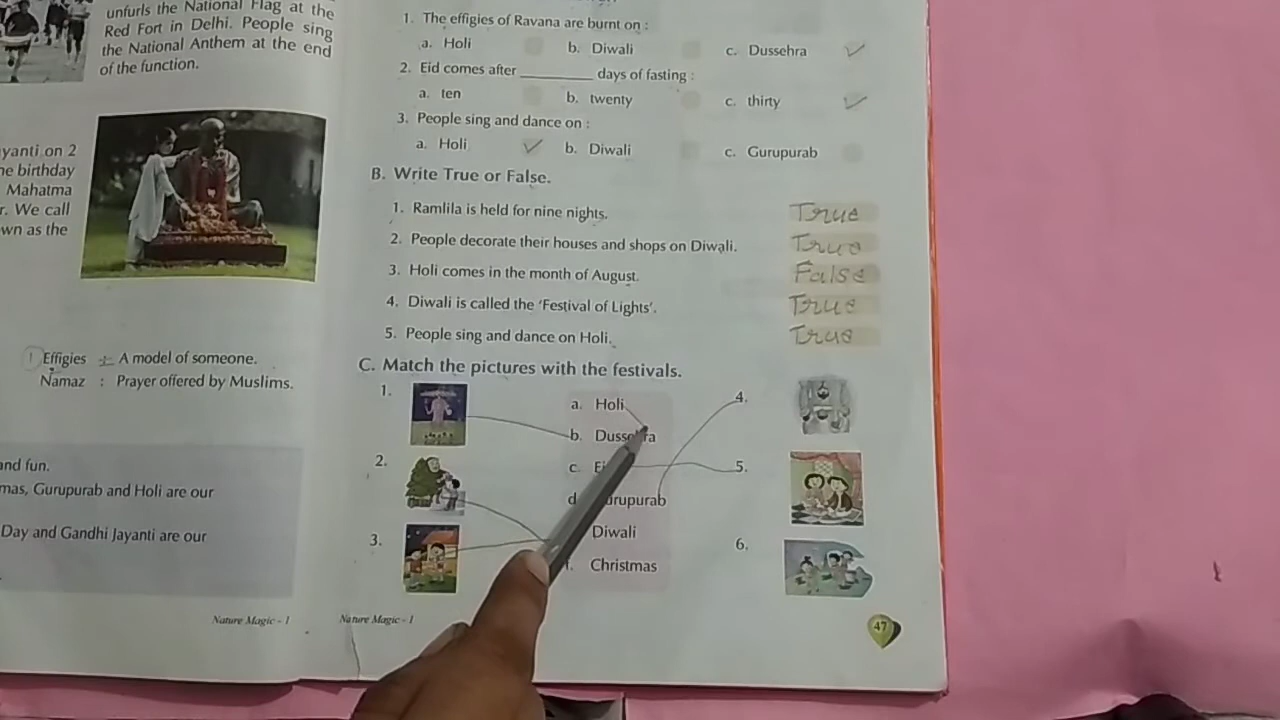 unfurls the National Flag at the
Red Fort in Delhi. People sing
the National Anthem at the end
of the function.
yanti on 2
he birthday
Mahatma
r. We call
wn as the
Effigies : A model of someone.
Namaz : Prayer offered by Muslims.
and fun.
mas, Gurupurab and Holi are our
Day and Gandhi Jayanti are our
Nature Magic - 1
1. The effigies of Ravana are burnt on :
a. Holi b. Diwali c. Dussehra ✓
2. Eid comes after ________ days of fasting :
a. ten b. twenty c. thirty ✓
3. People sing and dance on :
a. Holi ✓ b. Diwali c. Gurupurab
B. Write True or False.
1. Ramlila is held for nine nights. True
2. People decorate their houses and shops on Diwali. True
3. Holi comes in the month of August. False
4. Diwali is called the 'Festival of Lights'. True
5. People sing and dance on Holi. True
C. Match the pictures with the festivals.
1. a. Holi 4.
b. Dussehra
2. c. 5.
d urupurab
3. Diwali 6.
f. Christmas
Nature Magic - 1
47